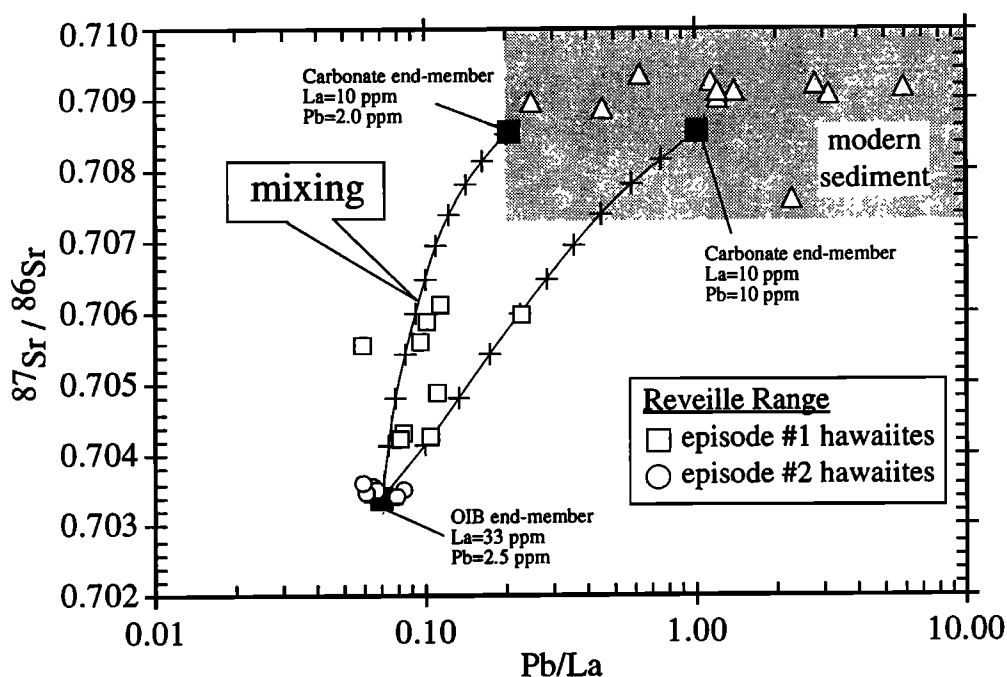 0.710
0.709
0.708
0.707
0.706
0.705
0.704
0.703
0.702
87Sr / 86Sr
Carbonate end-member
La=10 ppm
Pb=2.0 ppm
mixing
modern
sediment
Carbonate end-member
La=10 ppm
Pb=10 ppm
Reveille Range
episode #1 hawaiites
episode #2 hawaiites
OIB end-member
La=33 ppm
Pb=2.5 ppm
0.01
0.10
1.00
10.00
Pb/La